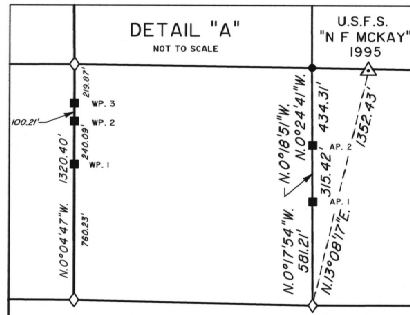 DETAIL "A"
NOT TO SCALE
U.S.F.S.
"N F MCKAY"
1995
219.87'
WP. 3
100.21'
WP. 2
240.09'
1320.40'
WP. 1
N.0°04'47"W.
760.23'
N.0°24'41"W.
434.31'
1352.43'
N.0°18'51"W.
AP. 2
315.42'
AP. 1
N.0°17'54"W.
581.21'
N.13°08'17"E.